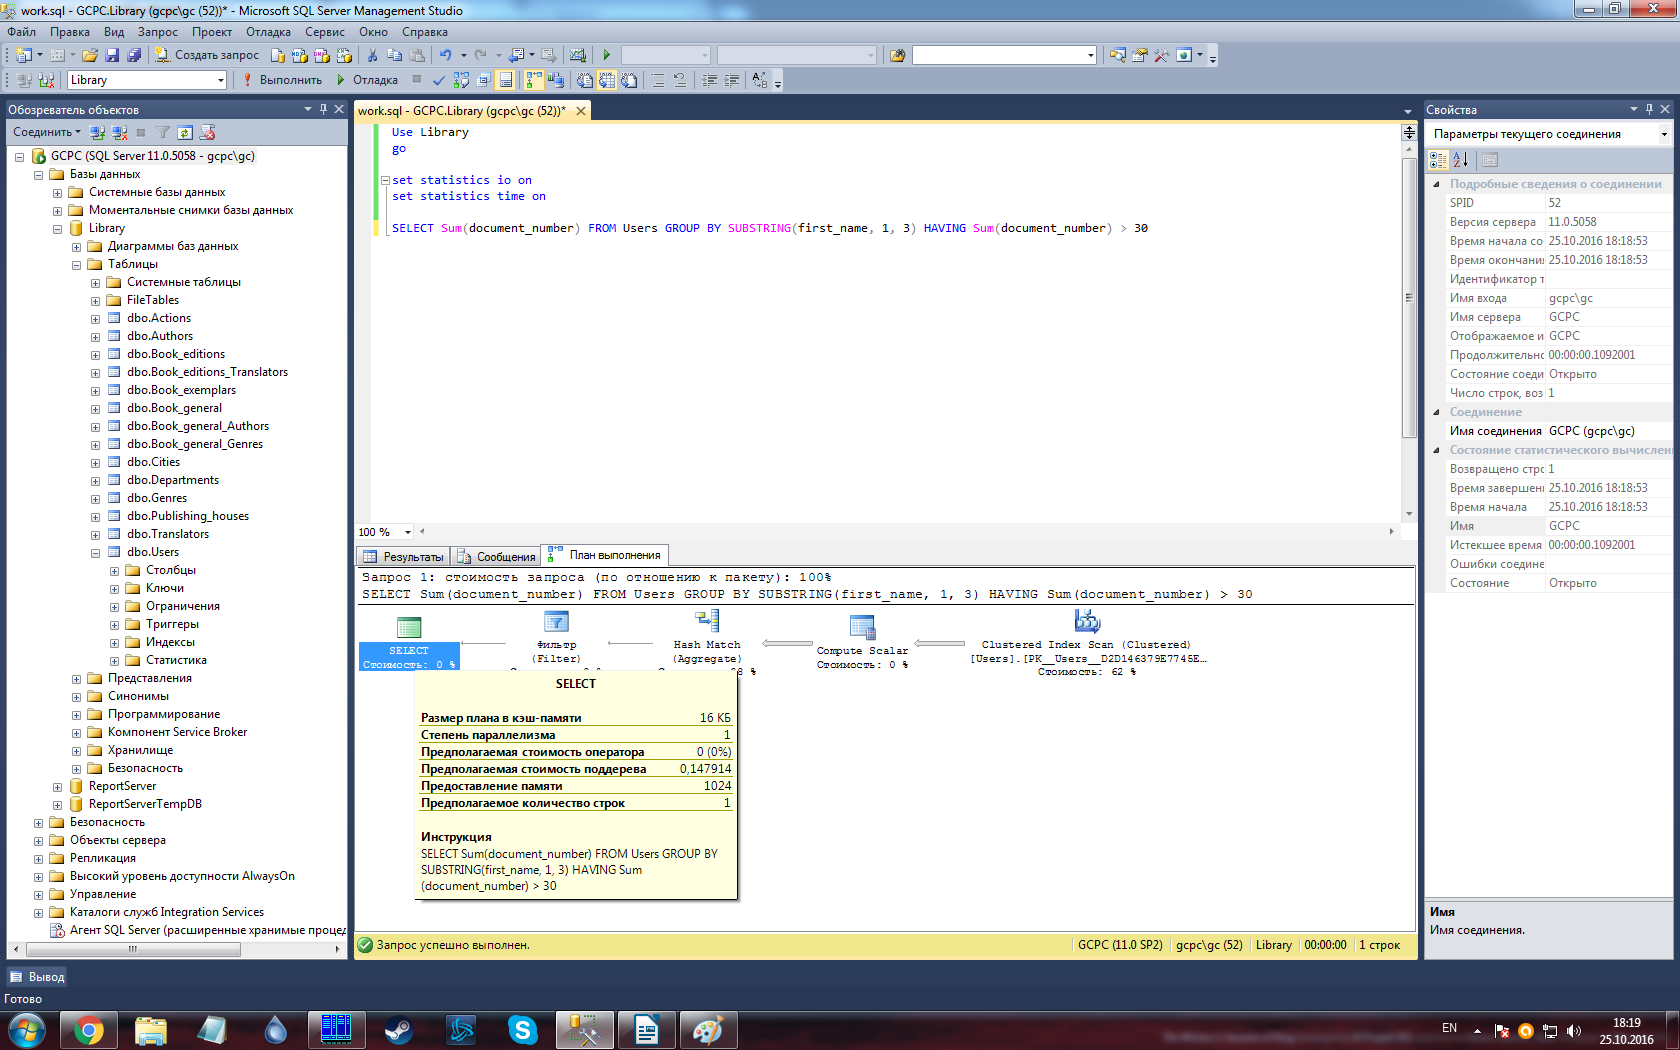 work.sql - GCPC.Library (gcpc\gc (52))* - Microsoft SQL Server Management Studio
Файл Правка Вид Запрос Проект Отладка Сервис Окно Справка
Создать запрос
Library Выполнить Отладка
Обозреватель объектов
Соединить
GCPC (SQL Server 11.0.5058 - gcpc\gc)
Базы данных
Системные базы данных
Моментальные снимки базы данных
Library
Диаграммы баз данных
Таблицы
Системные таблицы
FileTables
dbo.Actions
dbo.Authors
dbo.Book_editions
dbo.Book_editions_Translators
dbo.Book_exemplars
dbo.Book_general
dbo.Book_general_Authors
dbo.Book_general_Genres
dbo.Cities
dbo.Departments
dbo.Genres
dbo.Publishing_houses
dbo.Translators
dbo.Users
Столбцы
Ключи
Ограничения
Триггеры
Индексы
Статистика
Представления
Синонимы
Программирование
Компонент Service Broker
Хранилище
Безопасность
ReportServer
ReportServerTempDB
Безопасность
Объекты сервера
Репликация
Высокий уровень доступности AlwaysOn
Управление
Каталоги служб Integration Services
Агент SQL Server (расширенные хранимые процед
work.sql - GCPC.Library (gcpc\gc (52))*
Use Library
go
set statistics io on
set statistics time on
SELECT Sum(document_number) FROM Users GROUP BY SUBSTRING(first_name, 1, 3) HAVING Sum(document_number) > 30
100 %
Результаты Сообщения План выполнения
Запрос 1: стоимость запроса (по отношению к пакету): 100%
SELECT Sum(document_number) FROM Users GROUP BY SUBSTRING(first_name, 1, 3) HAVING Sum(document_number) > 30
SELECT
Стоимость: 0 %
Фильтр
(Filter)
Hash Match
(Aggregate)
Compute Scalar
Стоимость: 0 %
Clustered Index Scan (Clustered)
[Users].[PK__Users__D2D146379E7745E…
Стоимость: 62 %
SELECT
Размер плана в кэш-памяти 16 КБ
Степень параллелизма 1
Предполагаемая стоимость оператора 0 (0%)
Предполагаемая стоимость поддерева 0,147914
Предоставление памяти 1024
Предполагаемое количество строк 1
Инструкция
SELECT Sum(document_number) FROM Users GROUP BY
SUBSTRING(first_name, 1, 3) HAVING Sum
(document_number) > 30
Запрос успешно выполнен.
GCPC (11.0 SP2) gcpc\gc (52) Library 00:00:00 1 строк
Свойства
Параметры текущего соединения
Подробные сведения о соединении
SPID 52
Версия сервера 11.0.5058
Время начала со 25.10.2016 18:18:53
Время окончания 25.10.2016 18:18:53
Идентификатор т
Имя входа gcpc\gc
Имя сервера GCPC
Отображаемое и GCPC
Продолжительно 00:00:00.1092001
Состояние соеди Открыто
Число строк, воз 1
Соединение
Имя соединения GCPC (gcpc\gc)
Состояние статистического вычислен
Возвращено стро 1
Время завершен 25.10.2016 18:18:53
Время начала 25.10.2016 18:18:53
Имя GCPC
Истекшее время 00:00:00.1092001
Ошибки соедине
Состояние Открыто
Имя
Имя соединения.
Вывод
Готово
EN
18:19
25.10.2016